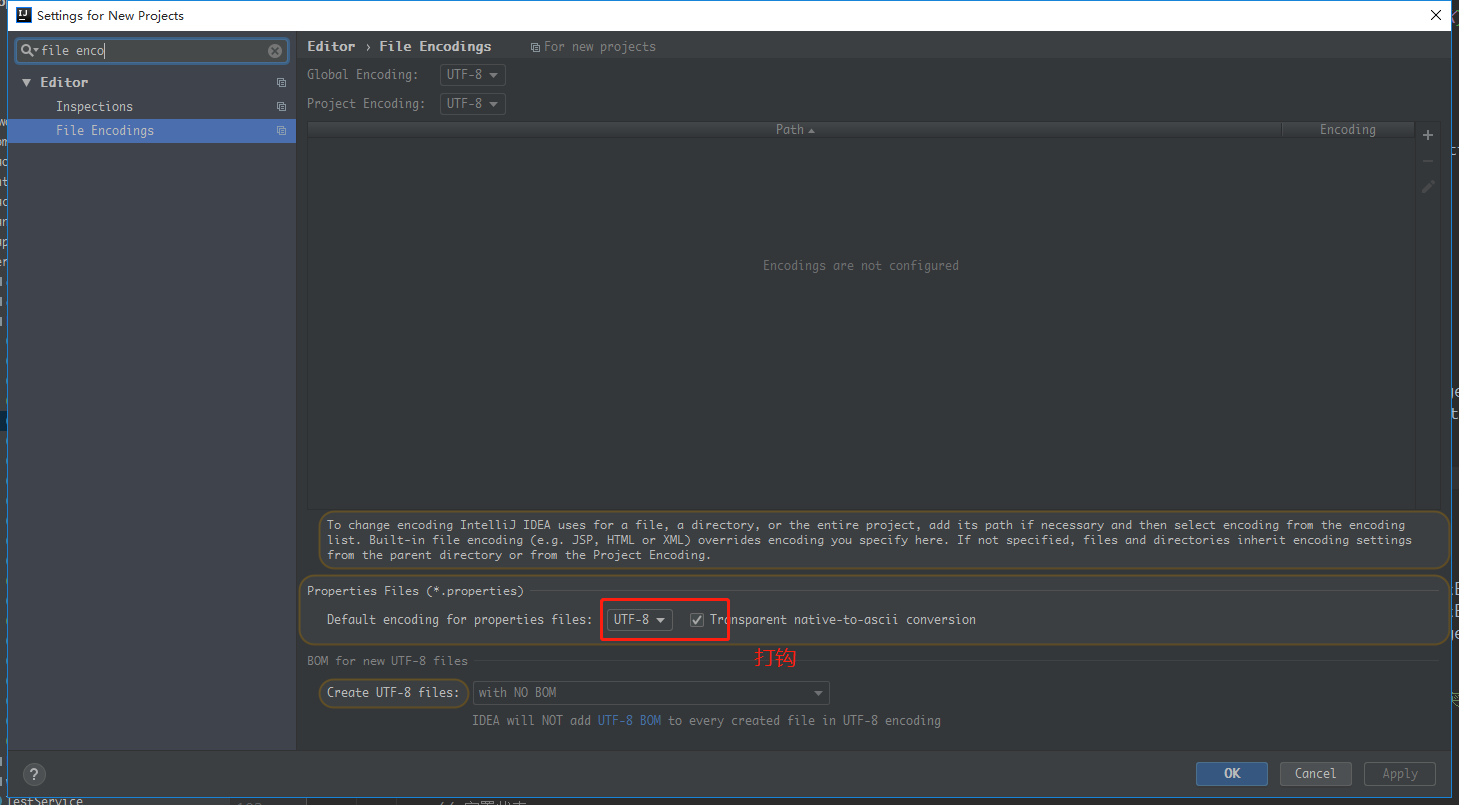 Settings for New Projects
file enco
Editor › File Encodings
For new projects
Editor
Inspections
File Encodings
Global Encoding: UTF-8
Project Encoding: UTF-8
Path
Encoding
Encodings are not configured
To change encoding IntelliJ IDEA uses for a file, a directory, or the entire project, add its path if necessary and then select encoding from the encoding
list. Built-in file encoding (e.g. JSP, HTML or XML) overrides encoding you specify here. If not specified, files and directories inherit encoding settings
from the parent directory or from the Project Encoding.
Properties Files (*.properties)
Default encoding for properties files: UTF-8 Transparent native-to-ascii conversion
打钩
BOM for new UTF-8 files
Create UTF-8 files: with NO BOM
IDEA will NOT add UTF-8 BOM to every created file in UTF-8 encoding
?
OK
Cancel
Apply